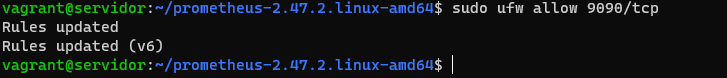 vagrant@servidor:~/prometheus-2.47.2.linux-amd64$ sudo ufw allow 9090/tcp
Rules updated
Rules updated (v6)
vagrant@servidor:~/prometheus-2.47.2.linux-amd64$